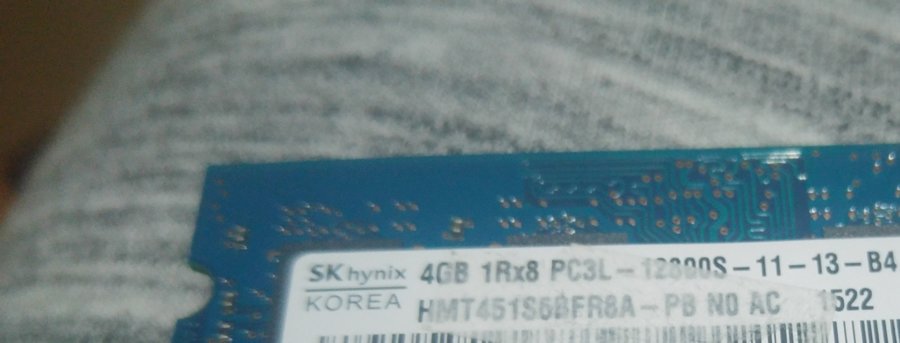 SK hynix 4GB 1Rx8 PC3L-12800S-11-13-B4
KOREA HMT451S6BFR8A-PB N0 AC 1522